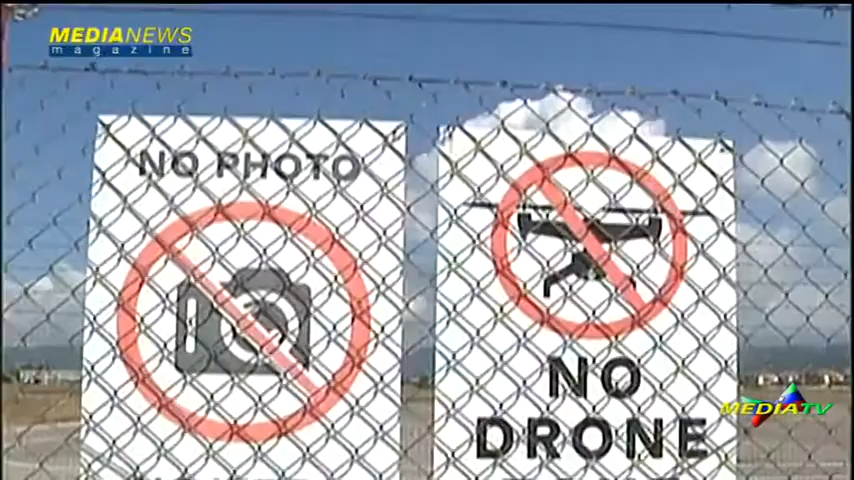 MEDIANEWS
magazine
NO PHOTO
NO
DRONE
MEDIATV